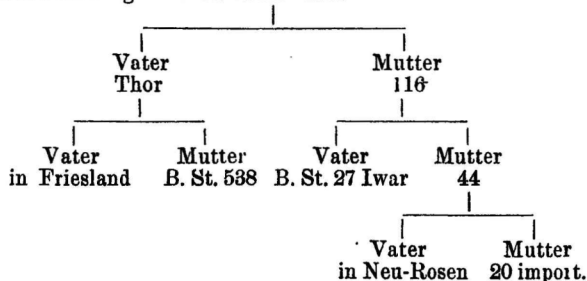 Vater Mutter
Thor 116
Vater Mutter Vater Mutter
in Friesland B. St. 538 B. St. 27 Iwar 44
Vater Mutter
in Neu-Rosen 20 import.